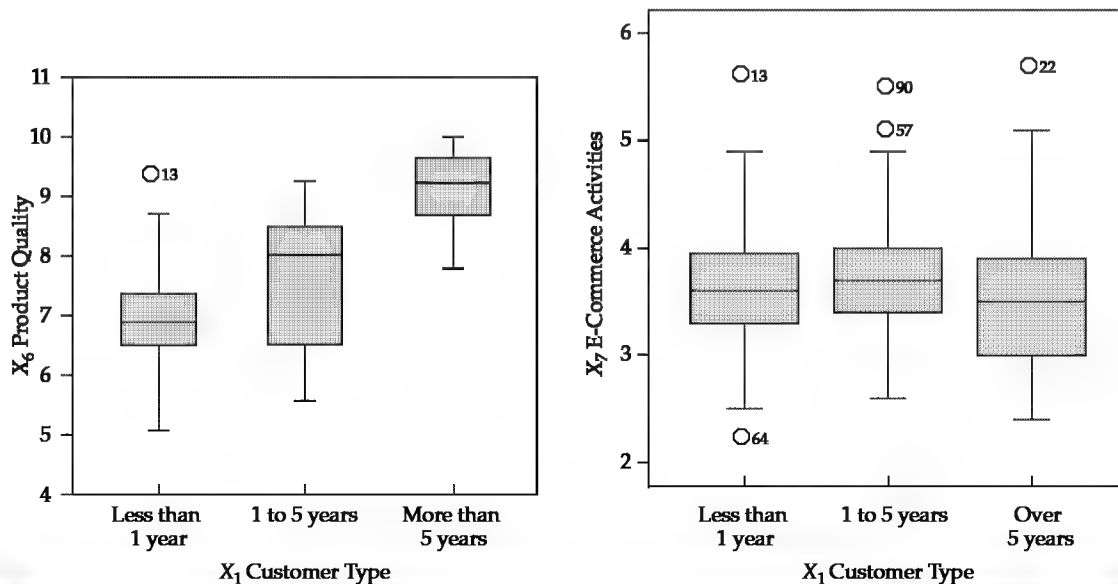 11
10
9
8
7
6
5
4
X6 Product Quality
13
Less than
1 year
1 to 5 years
More than
5 years
X1 Customer Type
6
5
4
3
2
X7 E-Commerce Activities
13
64
90
57
22
Less than
1 year
1 to 5 years
Over
5 years
X1 Customer Type